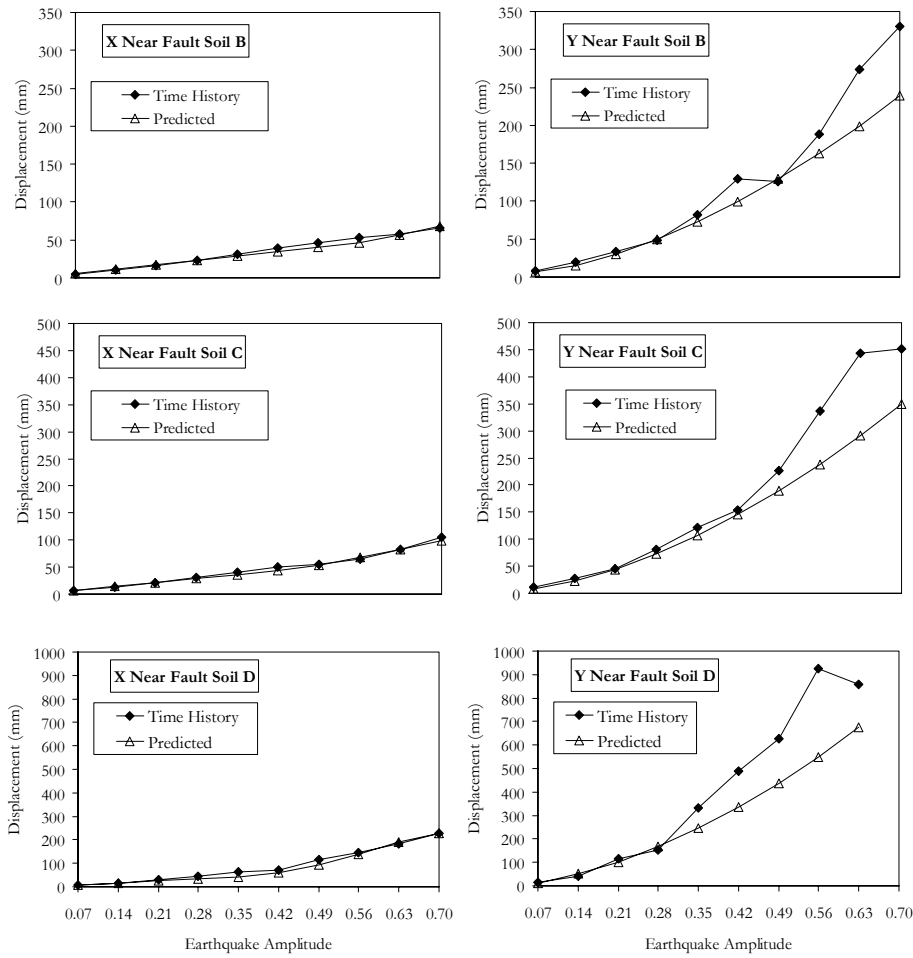 X Near Fault Soil B
Time History
Predicted
Displacement (mm)
350
300
250
200
150
100
50
0
Y Near Fault Soil B
Time History
Predicted
Displacement (mm)
350
300
250
200
150
100
50
0
X Near Fault Soil C
Time History
Predicted
Displacement (mm)
500
450
400
350
300
250
200
150
100
50
0
Y Near Fault Soil C
Time History
Predicted
Displacement (mm)
500
450
400
350
300
250
200
150
100
50
0
X Near Fault Soil D
Time History
Predicted
Displacement (mm)
1000
900
800
700
600
500
400
300
200
100
0
0.07 0.14 0.21 0.28 0.35 0.42 0.49 0.56 0.63 0.70
Earthquake Amplitude
Y Near Fault Soil D
Time History
Predicted
Displacement (mm)
1000
900
800
700
600
500
400
300
200
100
0
0.07 0.14 0.21 0.28 0.35 0.42 0.49 0.56 0.63 0.70
Earthquake Amplitude